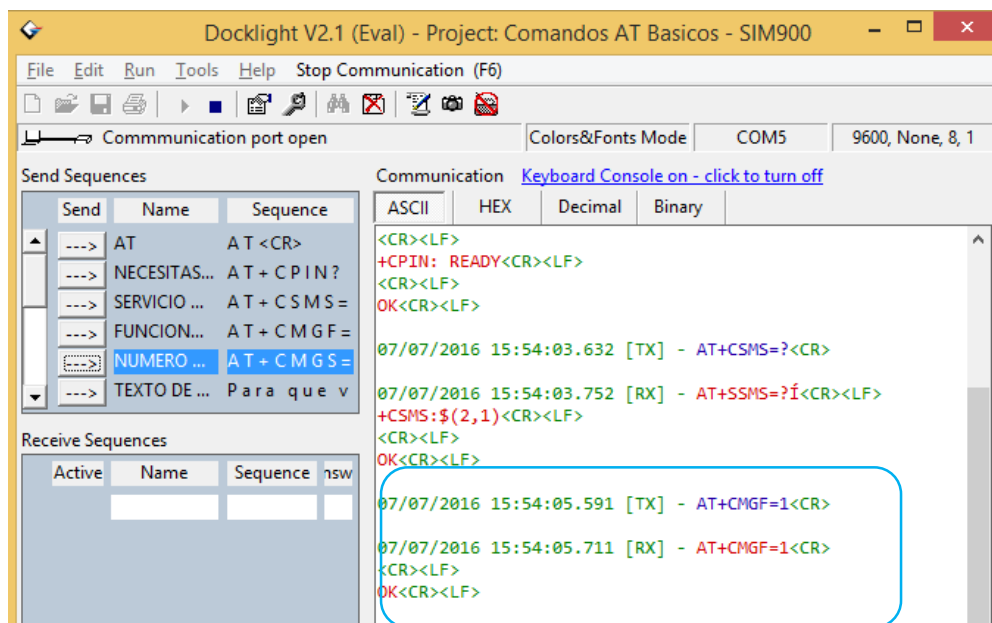 Docklight V2.1 (Eval) - Project: Comandos AT Basicos - SIM900
File Edit Run Tools Help Stop Communication (F6)
Commmunication port open Colors&Fonts Mode COM5 9600, None, 8, 1
Send Sequences
Send Name Sequence
---> AT A T <CR>
---> NECESITAS... A T + C P I N ?
---> SERVICIO ... A T + C S M S =
---> FUNCION... A T + C M G F =
---> NUMERO ... A T + C M G S =
---> TEXTO DE ... P a r a q u e v
Receive Sequences
Active Name Sequence nsw
Communication Keyboard Console on - click to turn off
ASCII HEX Decimal Binary
<CR><LF>
+CPIN: READY<CR><LF>
<CR><LF>
OK<CR><LF>
07/07/2016 15:54:03.632 [TX] - AT+CSMS=?<CR>
07/07/2016 15:54:03.752 [RX] - AT+SSMS=?Í<CR><LF>
+CSMS:$(2,1)<CR><LF>
<CR><LF>
OK<CR><LF>
07/07/2016 15:54:05.591 [TX] - AT+CMGF=1<CR>
07/07/2016 15:54:05.711 [RX] - AT+CMGF=1<CR>
<CR><LF>
OK<CR><LF>